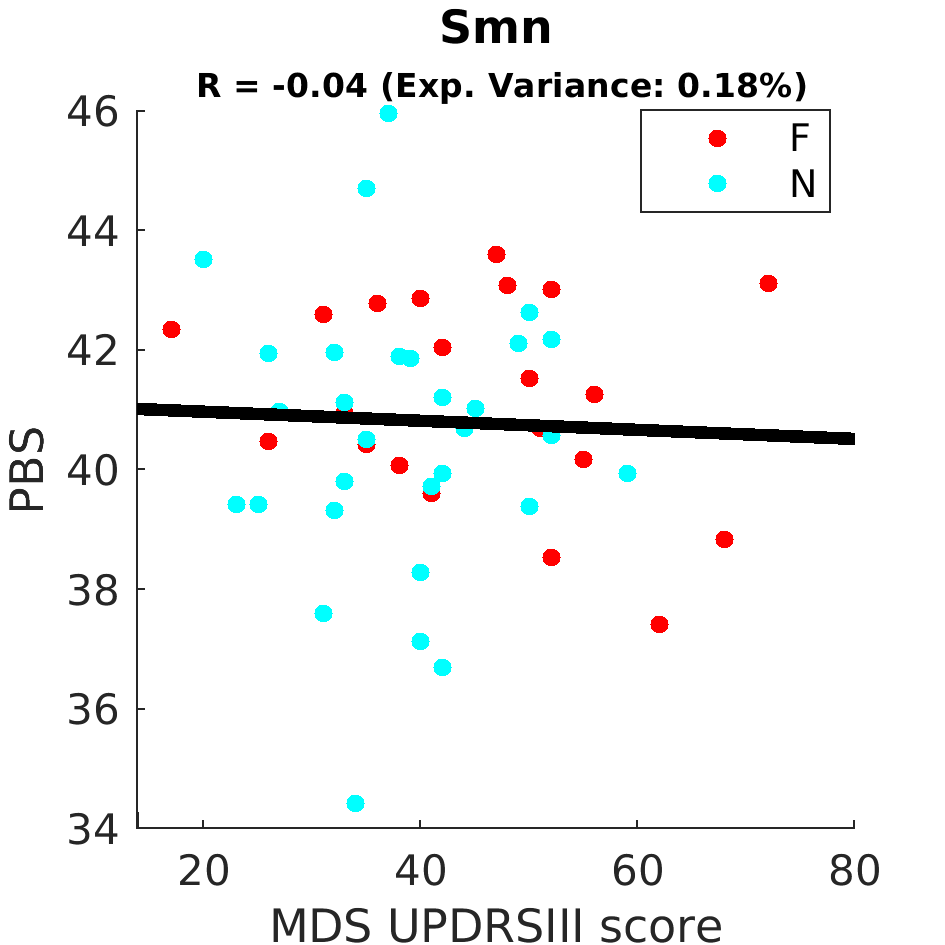 Smn
R = -0.04 (Exp. Variance: 0.18%)
F
N
46
44
42
40
38
36
34
PBS
20 40 60 80
MDS UPDRSIII score